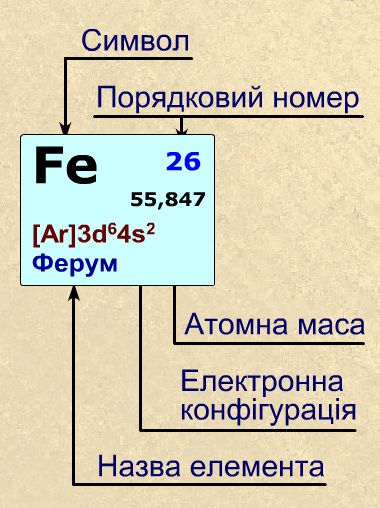 Символ
Порядковий номер
Fe
26
55,847
[Ar]3d⁶4s²
Ферум
Атомна маса
Електронна
конфігурація
Назва елемента